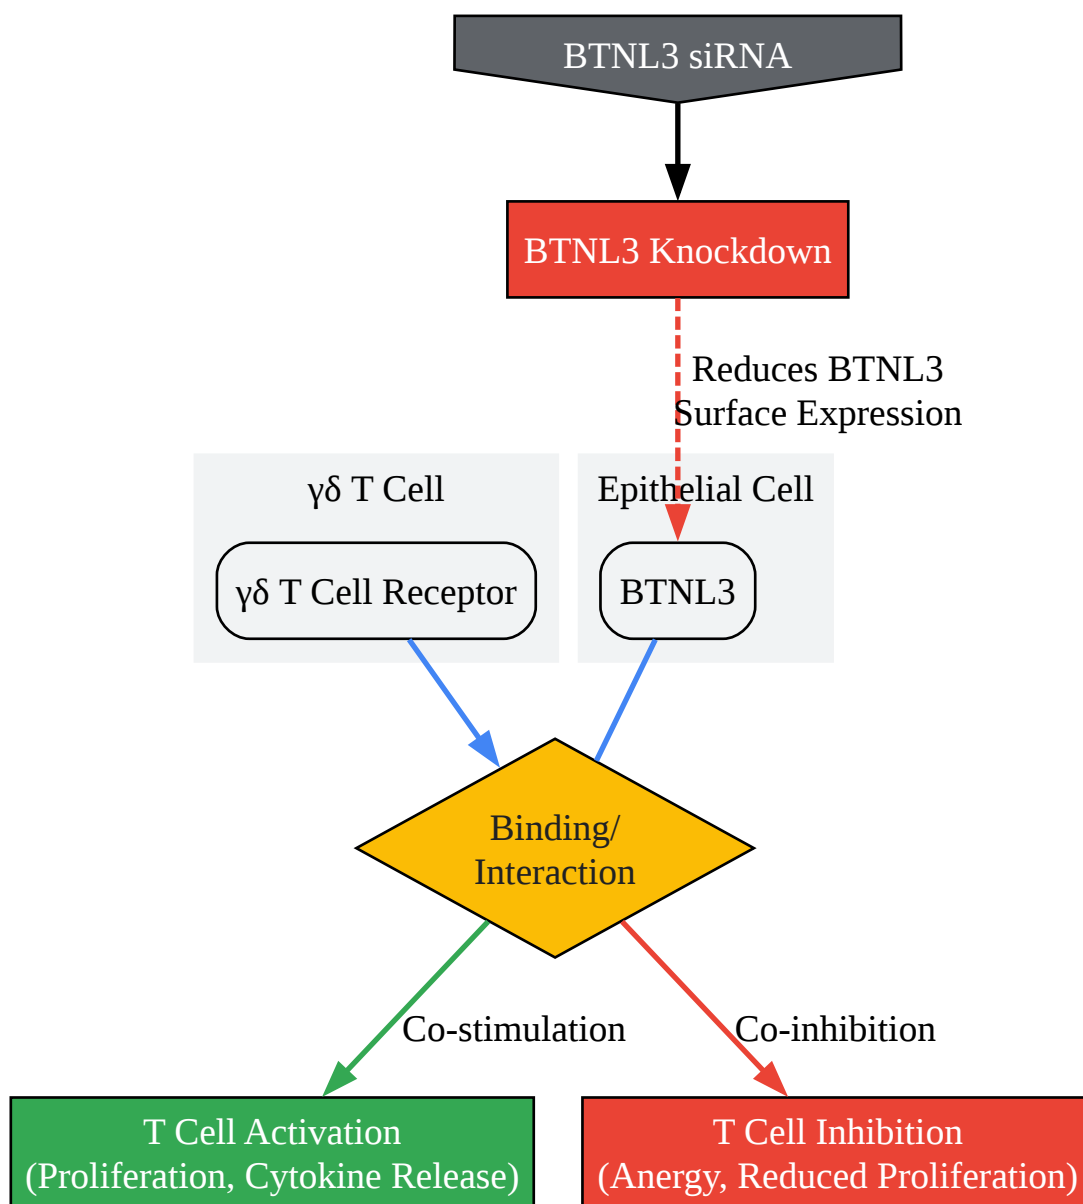 BTNL3 siRNA
BTNL3 Knockdown
Reduces BTNL3
Surface Expression
γδ T Cell
Epithelial Cell
γδ T Cell Receptor
BTNL3
Binding/
Interaction
Co-stimulation
Co-inhibition
T Cell Activation
(Proliferation, Cytokine Release)
T Cell Inhibition
(Anergy, Reduced Proliferation)